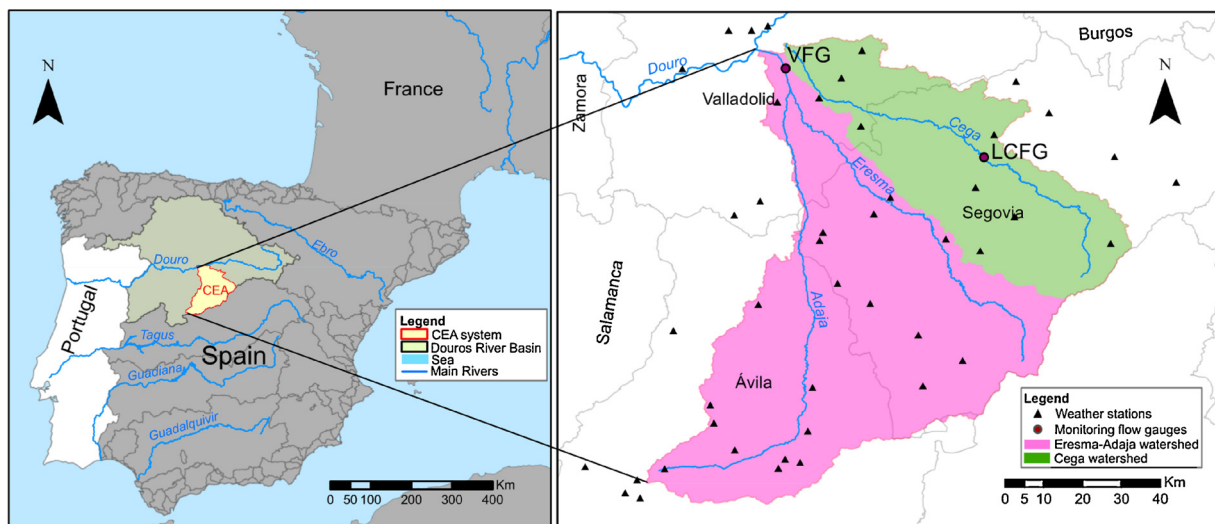 N
France
Ebro
Douro
CEA
Portugal
Tagus
Spain
Guadiana
Guadalquivir
Legend
CEA system
Douros River Basin
Sea
Main Rivers
Km
0 50 100 200 300 400
Burgos
N
Douro
VFG
Zamora
Valladolid
Cega
LCFG
Eresma
Segovia
Salamanca
Adaja
Ávila
Legend
Weather stations
Monitoring flow gauges
Eresma-Adaja watershed
Cega watershed
Km
0 5 10 20 30 40